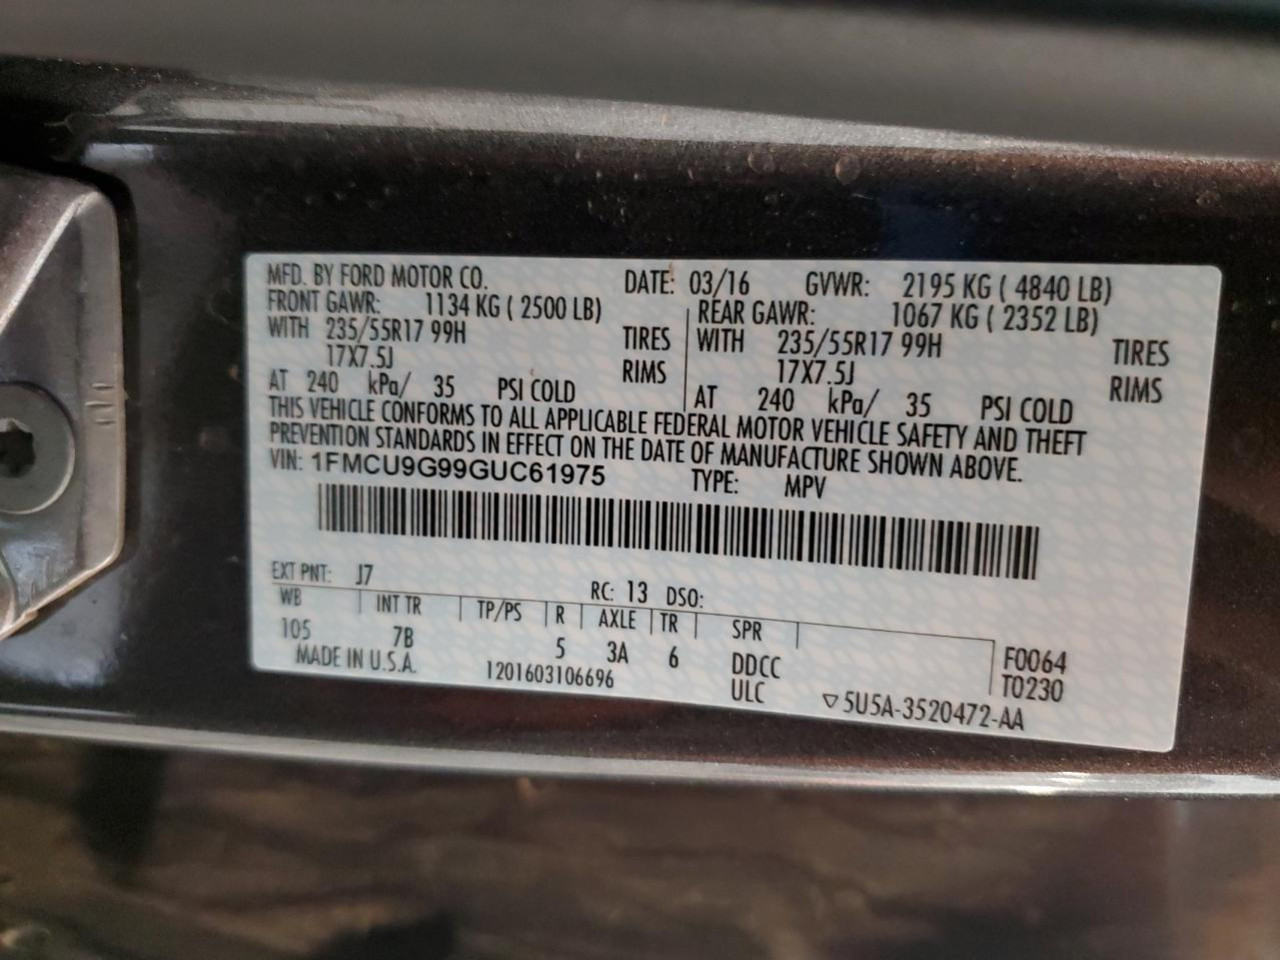 MFD. BY FORD MOTOR CO. DATE: 03/16 GVWR: 2195 KG ( 4840 LB)
FRONT GAWR: 1134 KG ( 2500 LB) REAR GAWR: 1067 KG ( 2352 LB)
WITH 235/55R17 99H TIRES WITH 235/55R17 99H TIRES
17X7.5J RIMS 17X7.5J RIMS
AT 240 kPa/ 35 PSI COLD AT 240 kPa/ 35 PSI COLD
THIS VEHICLE CONFORMS TO ALL APPLICABLE FEDERAL MOTOR VEHICLE SAFETY AND THEFT
PREVENTION STANDARDS IN EFFECT ON THE DATE OF MANUFACTURE SHOWN ABOVE.
VIN: 1FMCU9G99GUC61975 TYPE: MPV
EXT PNT: J7 RC: 13 DSO:
WB INT TR TP/PS R AXLE TR SPR
105 7B 5 3A 6 DDCC F0064
MADE IN U.S.A. 1201603106696 ULC T0230
▽5U5A-3520472-AA